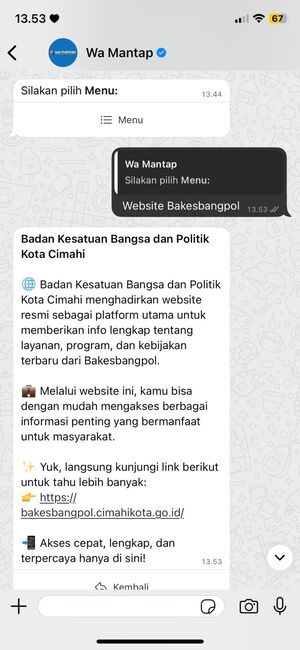 13.53
67
Wa Mantap
Silakan pilih Menu:
13.44
Menu
Wa Mantap
Silakan pilih Menu:
Website Bakesbangpol
13.53
Badan Kesatuan Bangsa dan Politik
Kota Cimahi
🌐 Badan Kesatuan Bangsa dan Politik
Kota Cimahi menghadirkan website
resmi sebagai platform utama untuk
memberikan info lengkap tentang
layanan, program, dan kebijakan
terbaru dari Bakesbangpol.
💼 Melalui website ini, kamu bisa
dengan mudah mengakses berbagai
informasi penting yang bermanfaat
untuk masyarakat.
✨ Yuk, langsung kunjungi link berikut
untuk tahu lebih banyak:
👉 https://
bakesbangpol.cimahikota.go.id/
📲 Akses cepat, lengkap, dan
terpercaya hanya di sini!
13.53
Kembali